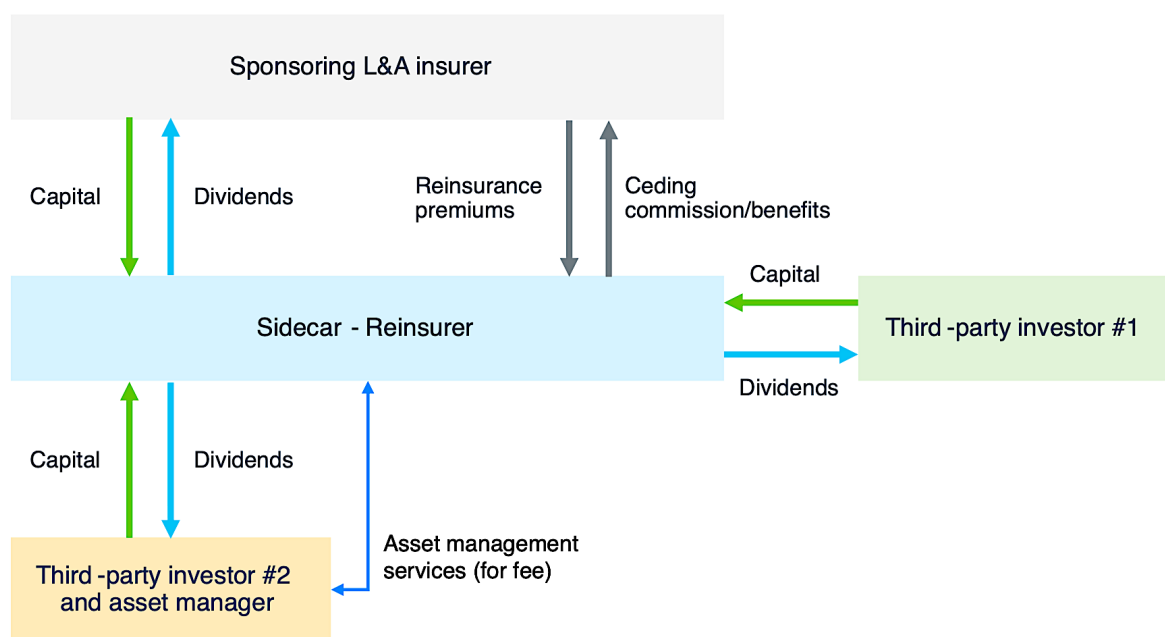 Sponsoring L&A insurer
Capital
Dividends
Reinsurance
premiums
Ceding
commission/benefits
Capital
Sidecar - Reinsurer
Third-party investor #1
Dividends
Capital
Dividends
Asset management
services (for fee)
Third-party investor #2
and asset manager